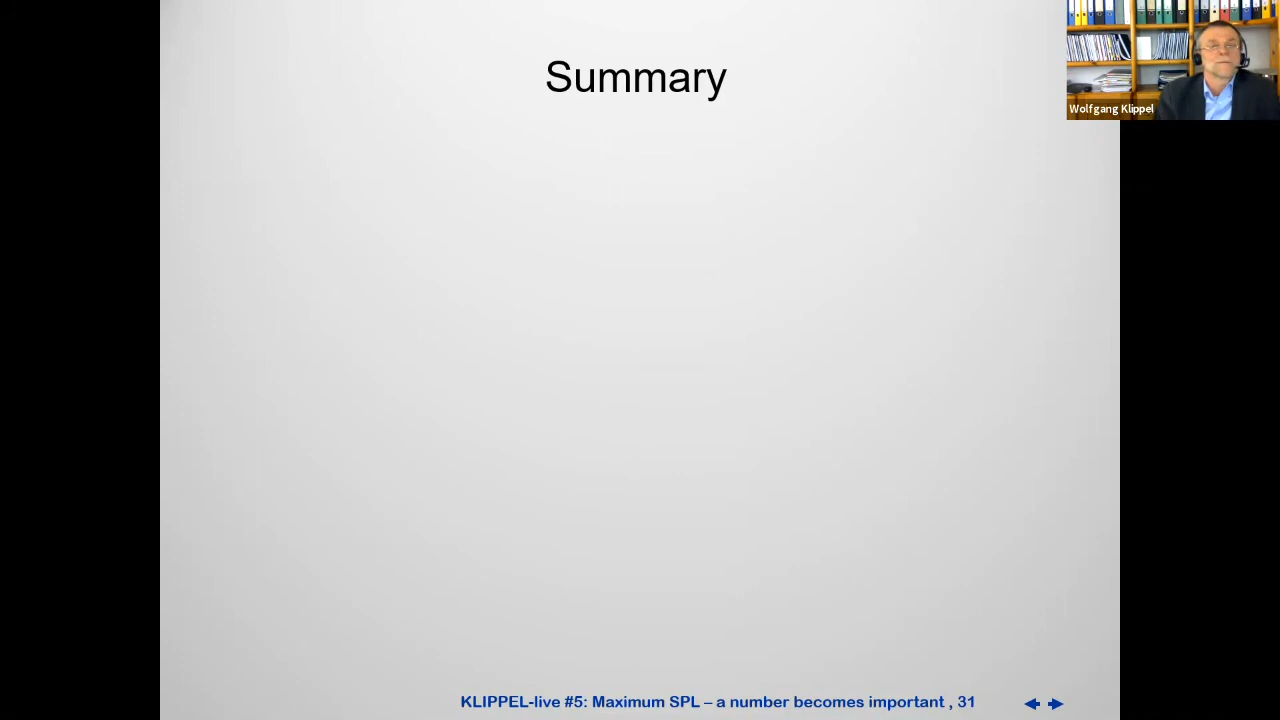 Summary
Wolfgang Klippel
KLIPPEL-live #5: Maximum SPL – a number becomes important , 31